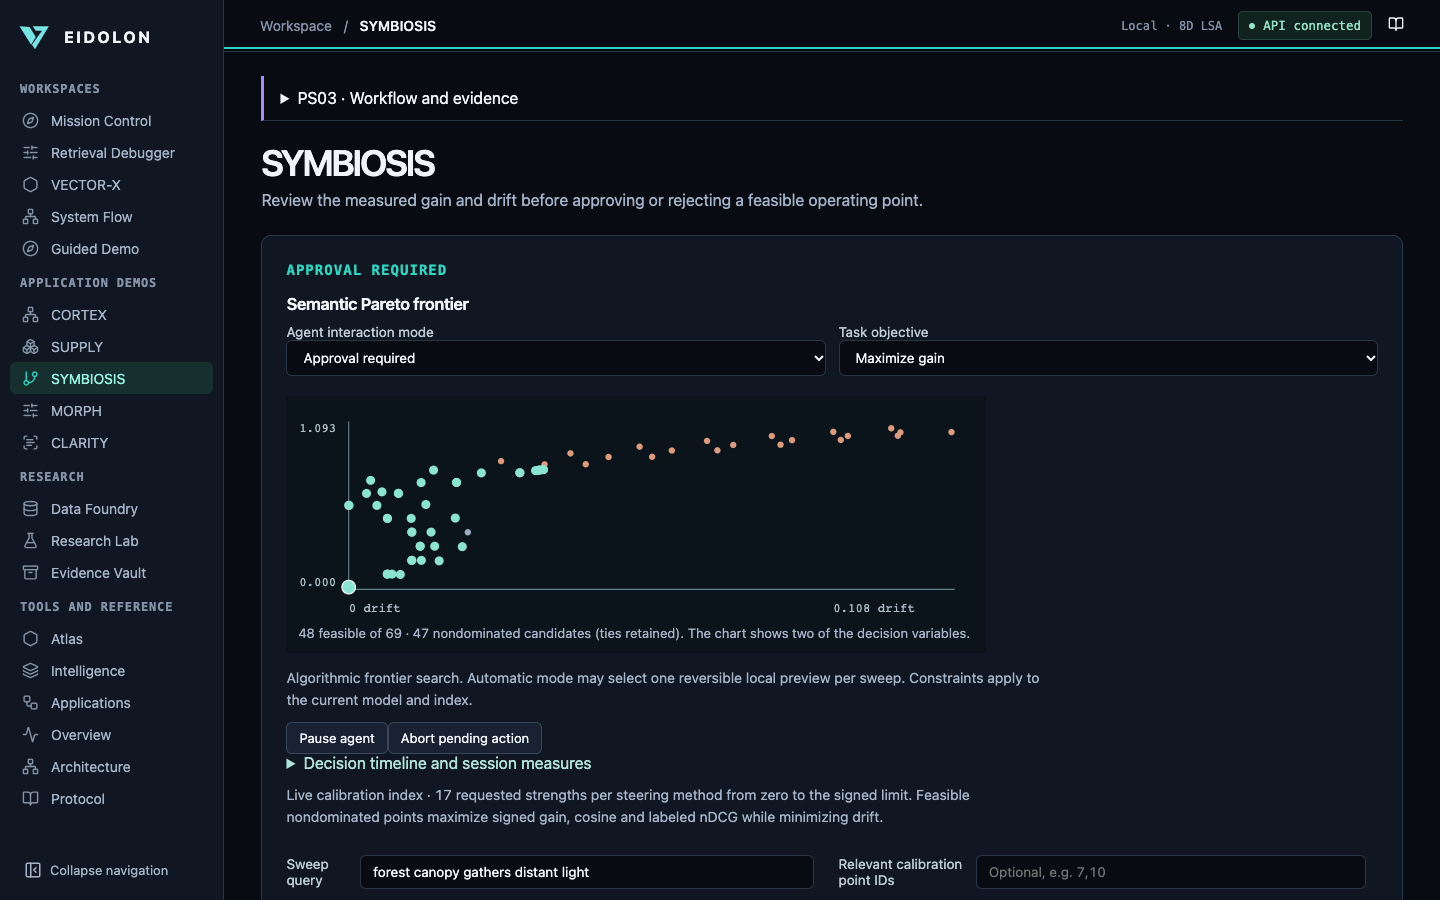 EIDOLON
WORKSPACES
Mission Control
Retrieval Debugger
VECTOR-X
System Flow
Guided Demo
APPLICATION DEMOS
CORTEX
SUPPLY
SYMBIOSIS
MORPH
CLARITY
RESEARCH
Data Foundry
Research Lab
Evidence Vault
TOOLS AND REFERENCE
Atlas
Intelligence
Applications
Overview
Architecture
Protocol
Collapse navigation
Workspace / SYMBIOSIS
Local · 8D LSA
API connected
PS03 · Workflow and evidence
SYMBIOSIS
Review the measured gain and drift before approving or rejecting a feasible operating point.
APPROVAL REQUIRED
Semantic Pareto frontier
Agent interaction mode
Approval required
Task objective
Maximize gain
1.093
0.000
0 drift
0.108 drift
48 feasible of 69 · 47 nondominated candidates (ties retained). The chart shows two of the decision variables.
Algorithmic frontier search. Automatic mode may select one reversible local preview per sweep. Constraints apply to
the current model and index.
Pause agent
Abort pending action
Decision timeline and session measures
Live calibration index · 17 requested strengths per steering method from zero to the signed limit. Feasible
nondominated points maximize signed gain, cosine and labeled nDCG while minimizing drift.
Sweep
query
forest canopy gathers distant light
Relevant calibration
point IDs
Optional, e.g. 7,10